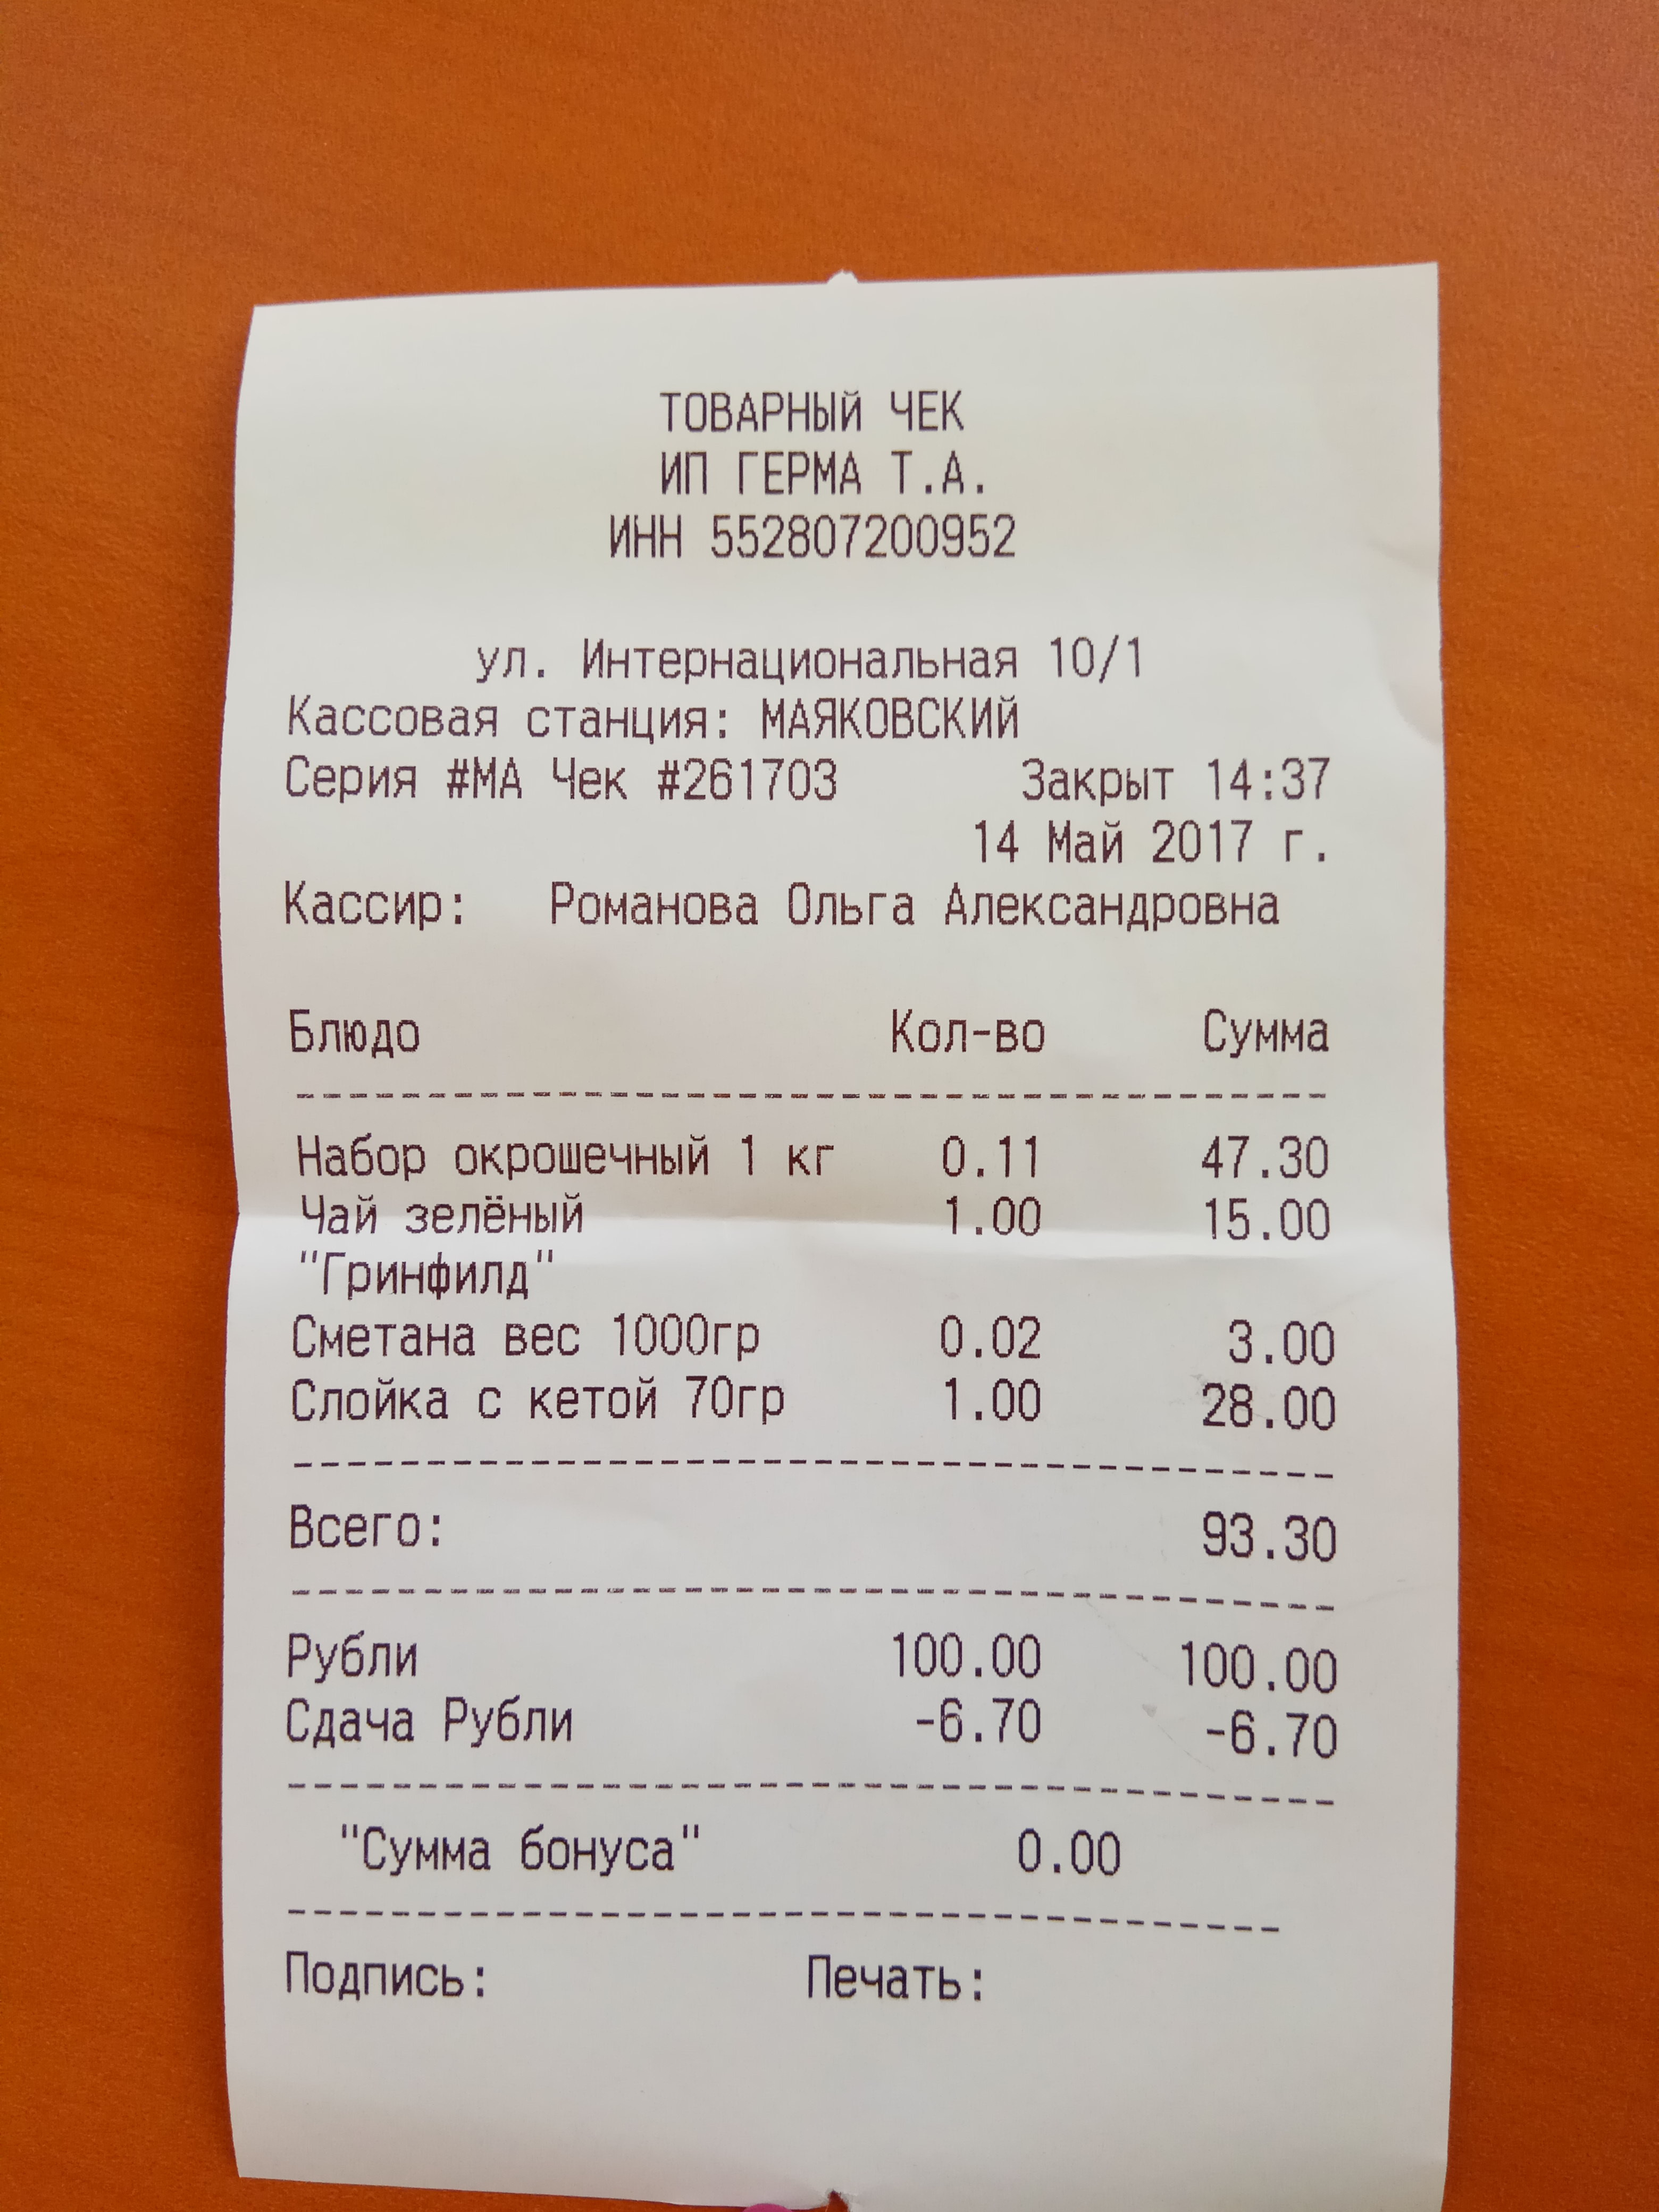 ТОВАРНЫЙ ЧЕК
ИП ГЕРМА Т.А.
ИНН 552807200952
ул. Интернациональная 10/1
Кассовая станция: МАЯКОВСКИЙ
Серия #МА Чек #261703 Закрыт 14:37
14 Май 2017 г.
Кассир: Романова Ольга Александровна
Блюдо Кол-во Сумма
Набор окрошечный 1 кг 0.11 47.30
Чай зелёный 1.00 15.00
"Гринфилд"
Сметана вес 1000гр 0.02 3.00
Слойка с кетой 70гр 1.00 28.00
Всего: 93.30
Рубли 100.00 100.00
Сдача Рубли -6.70 -6.70
"Сумма бонуса" 0.00
Подпись: Печать: